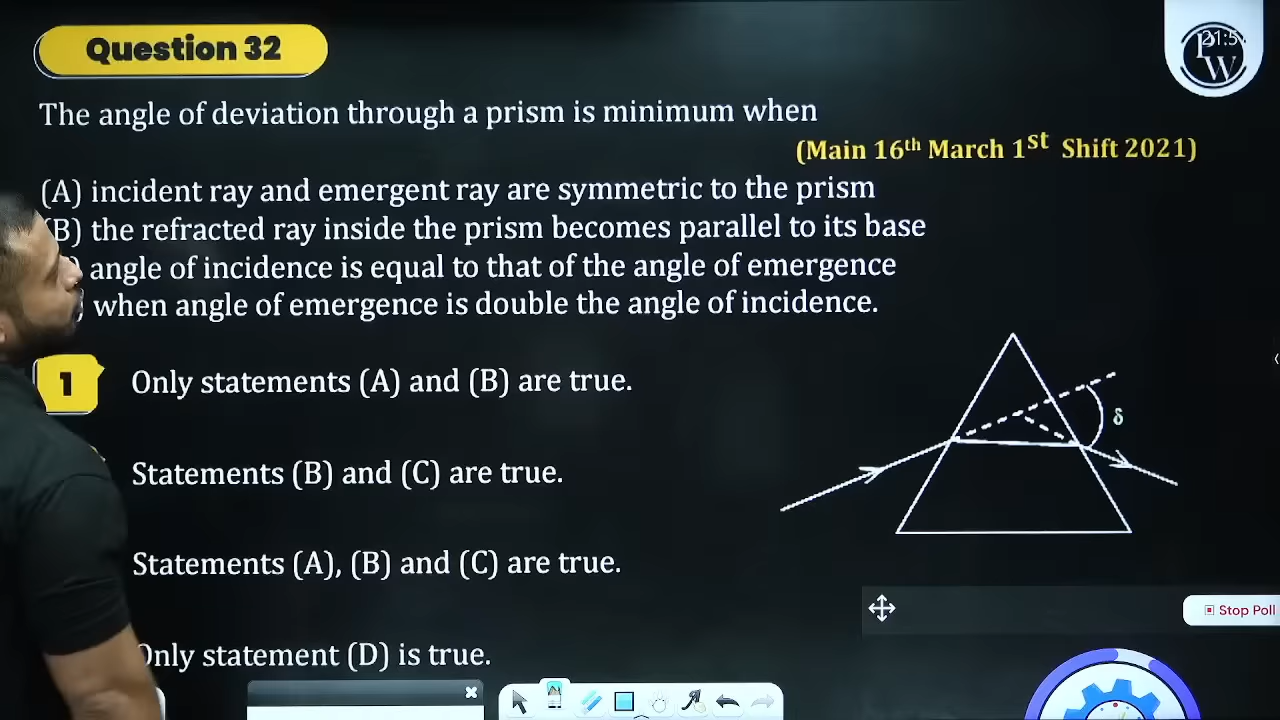 Question 32
21:5
PW
The angle of deviation through a prism is minimum when
(Main 16th March 1st Shift 2021)
(A) incident ray and emergent ray are symmetric to the prism
B) the refracted ray inside the prism becomes parallel to its base
) angle of incidence is equal to that of the angle of emergence
) when angle of emergence is double the angle of incidence.
1 Only statements (A) and (B) are true.
δ
Statements (B) and (C) are true.
Statements (A), (B) and (C) are true.
Stop Poll
Only statement (D) is true.